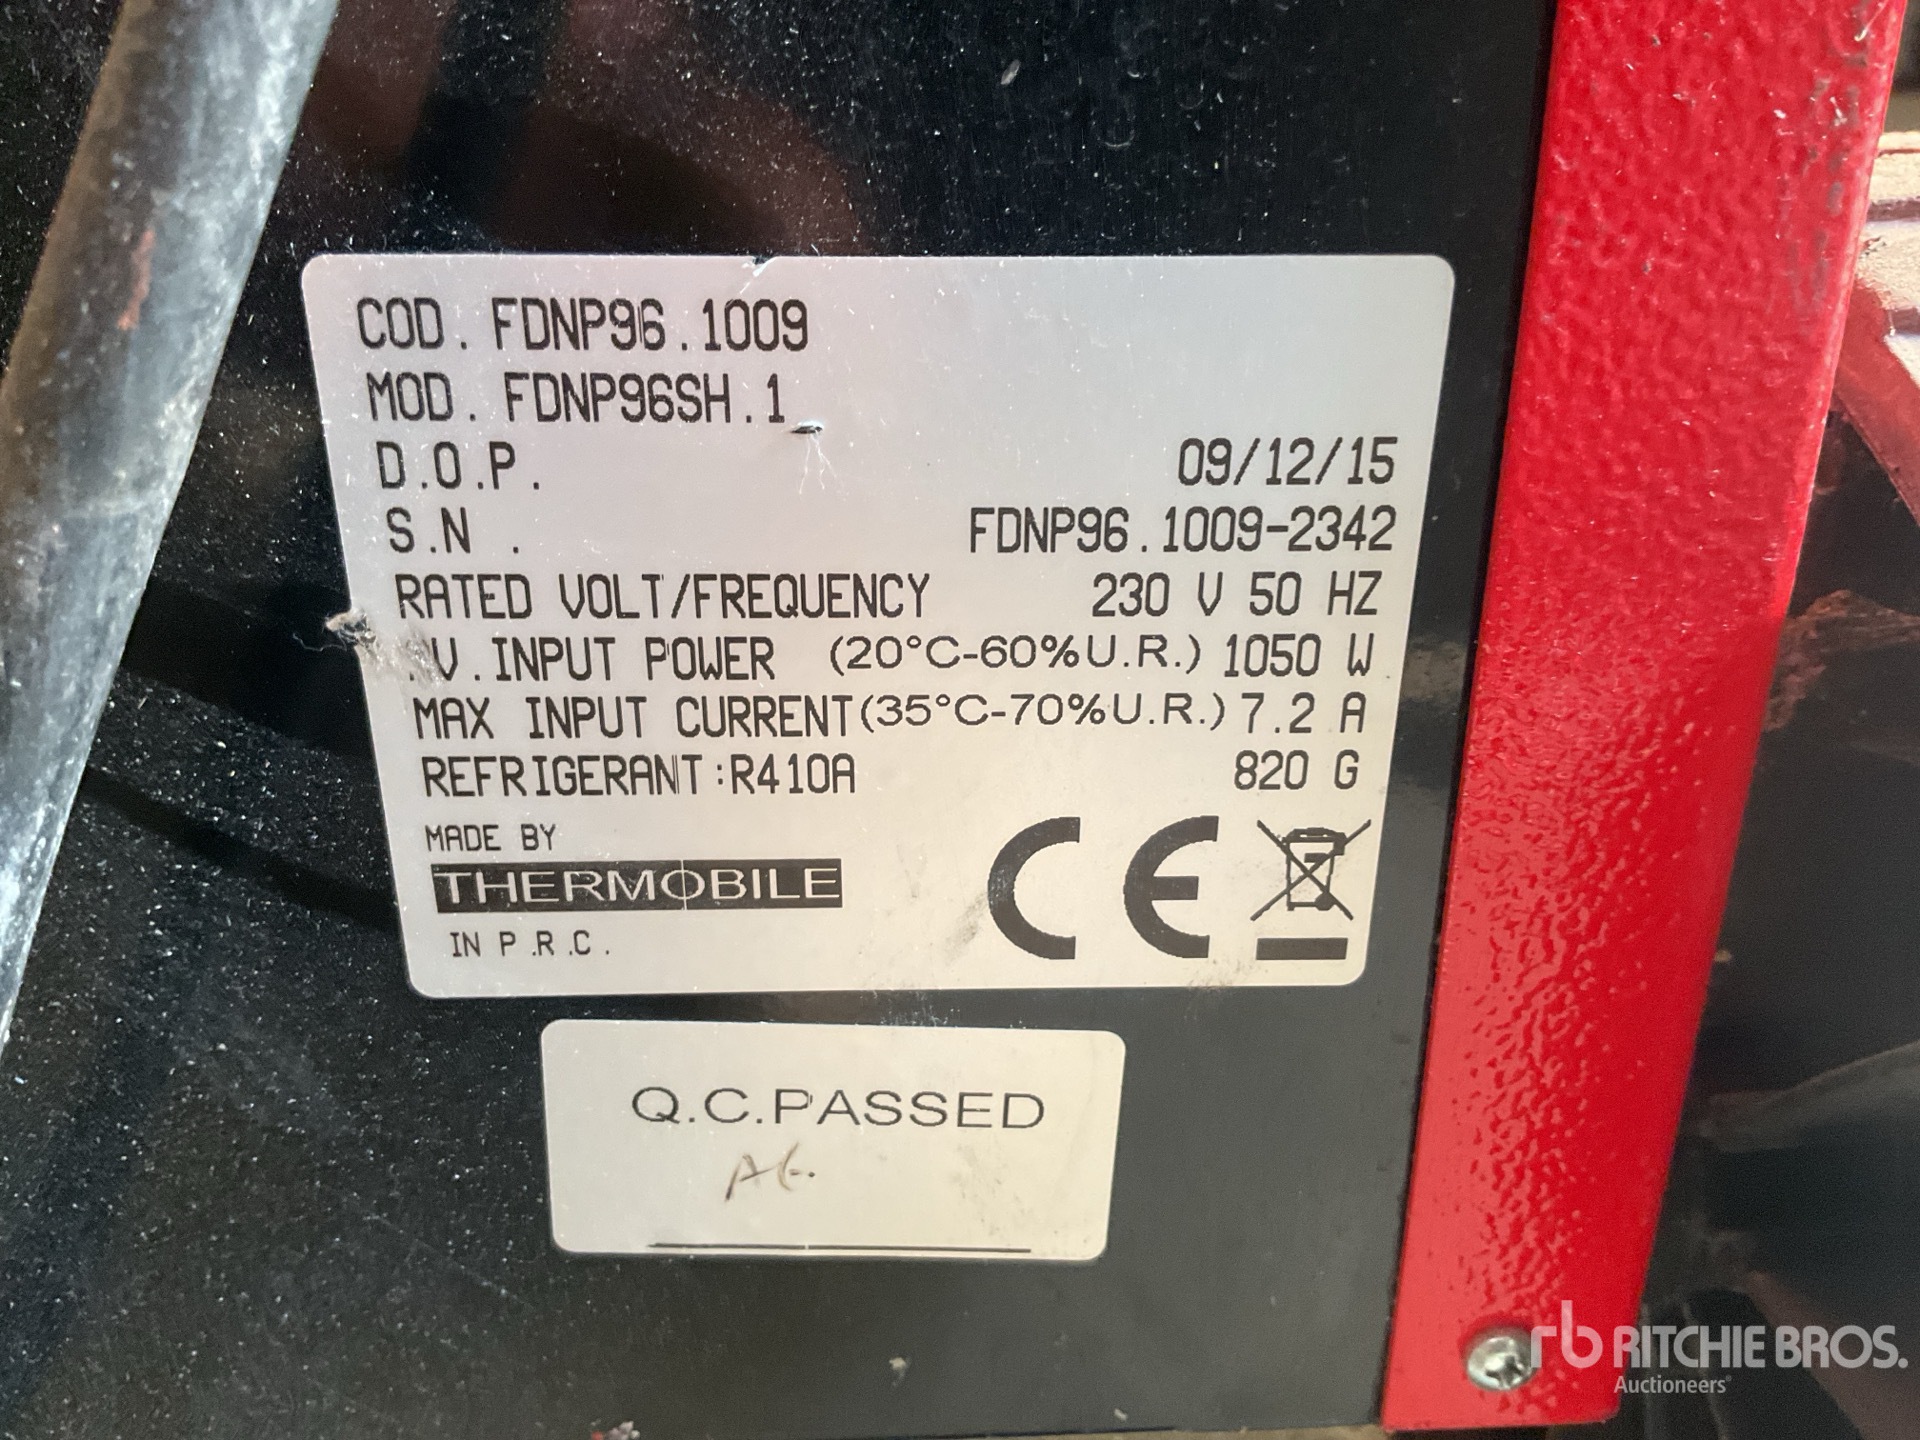 COD. FDNP96.1009
MOD. FDNP96SH.1
D.O.P. 09/12/15
S.N. FDNP96.1009-2342
RATED VOLT/FREQUENCY 230 V 50 HZ
V.INPUT POWER (20°C-60%U.R.) 1050 W
MAX INPUT CURRENT(35°C-70%U.R.) 7.2 A
REFRIGERANT:R410A 820 G
MADE BY
THERMOBILE
IN P.R.C.
CE
Q.C.PASSED
rb RITCHIE BROS.
Auctioneers